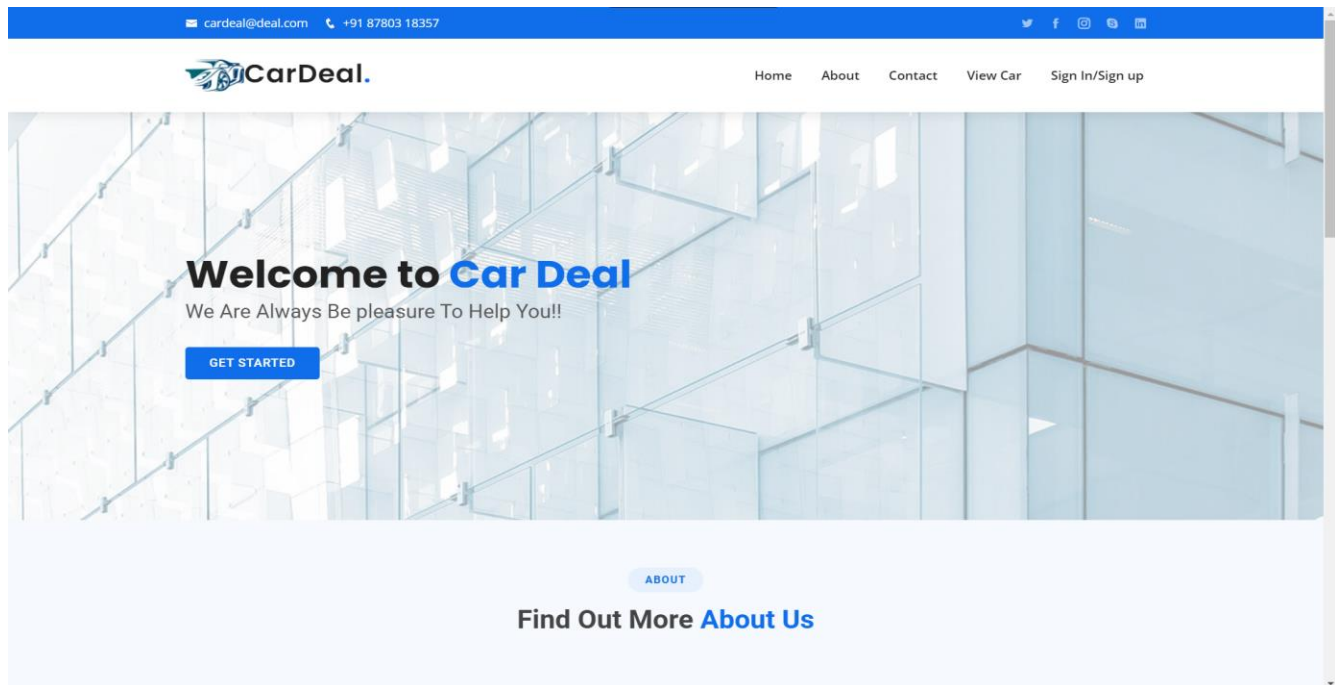 cardeal@deal.com +91 87803 18357
CarDeal.
Home About Contact View Car Sign In/Sign up
Welcome to Car Deal
We Are Always Be pleasure To Help You!!
GET STARTED
ABOUT
Find Out More About Us